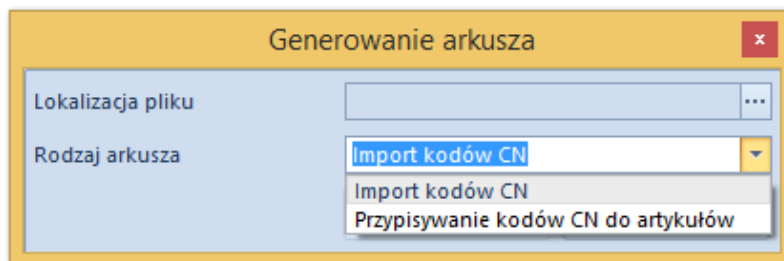 Generowanie arkusza
x
Lokalizacja pliku
...
Rodzaj arkusza
Import kodów CN
Import kodów CN
Przypisywanie kodów CN do artykułów